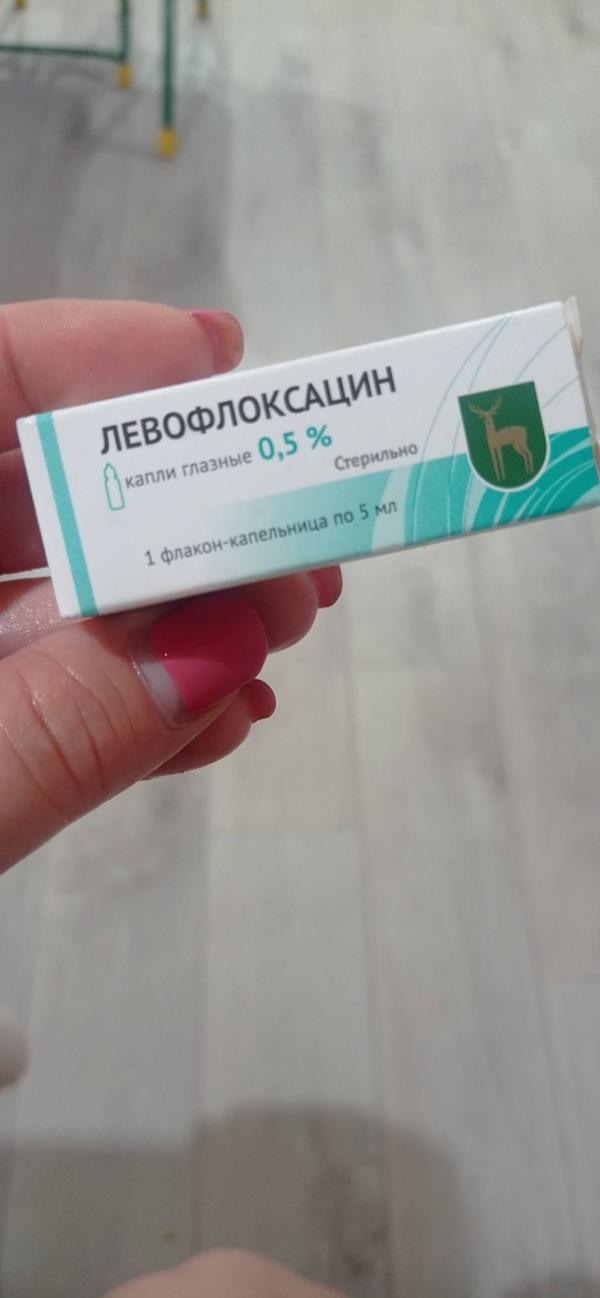 ЛЕВОФЛОКСАЦИН
капли глазные 0,5 %
Стерильно
1 флакон-капельница по 5 мл